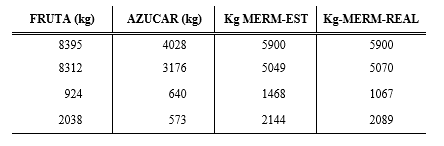 FRUTA (kg) AZUCAR (kg) Kg MERM-EST Kg-MERM-REAL
8395 4028 5900 5900
8312 3176 5049 5070
924 640 1468 1067
2038 573 2144 2089